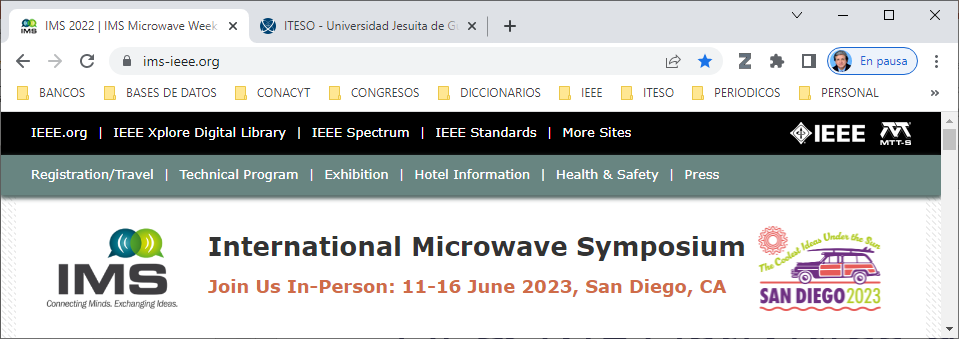 IMS 2022 | IMS Microwave Week
ITESO - Universidad Jesuita de Gu
ims-ieee.org
En pausa
BANCOS BASES DE DATOS CONACYT CONGRESOS DICCIONARIOS IEEE ITESO PERIODICOS PERSONAL »
IEEE.org | IEEE Xplore Digital Library | IEEE Spectrum | IEEE Standards | More Sites
IEEE
MTT-S
Registration/Travel | Technical Program | Exhibition | Hotel Information | Health & Safety | Press
IMS
Connecting Minds. Exchanging Ideas.
International Microwave Symposium
Join Us In-Person: 11-16 June 2023, San Diego, CA
The Coolest Ideas Under the Sun
SAN DIEGO 2023